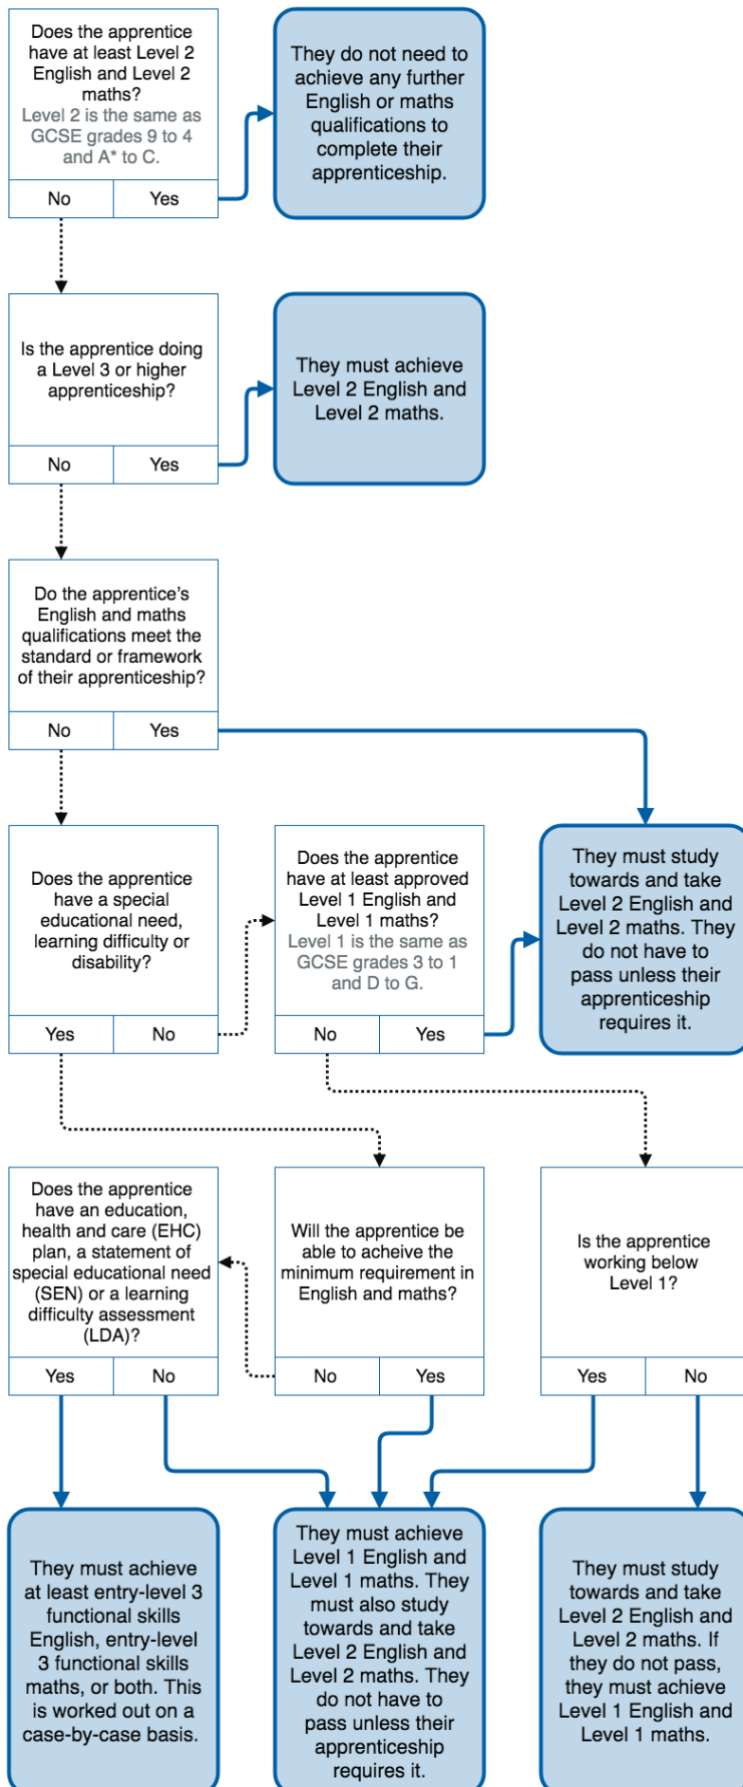 Does the apprentice
have at least Level 2
English and Level 2
maths?
Level 2 is the same as
GCSE grades 9 to 4
and A* to C.
No
Yes
They do not need to
achieve any further
English or maths
qualifications to
complete their
apprenticeship.
Is the apprentice doing
a Level 3 or higher
apprenticeship?
No
Yes
They must achieve
Level 2 English and
Level 2 maths.
Do the apprentice's
English and maths
qualifications meet the
standard or framework
of their apprenticeship?
No
Yes
Does the apprentice
have a special
educational need,
learning difficulty or
disability?
Yes
No
Does the apprentice
have at least approved
Level 1 English and
Level 1 maths?
Level 1 is the same as
GCSE grades 3 to 1
and D to G.
No
Yes
They must study
towards and take
Level 2 English and
Level 2 maths. They
do not have to
pass unless their
apprenticeship
requires it.
Does the apprentice
have an education,
health and care (EHC)
plan, a statement of
special educational need
(SEN) or a learning
difficulty assessment
(LDA)?
Yes
No
Will the apprentice be
able to acheive the
minimum requirement in
English and maths?
No
Yes
Is the apprentice
working below
Level 1?
Yes
No
They must achieve
at least entry-level 3
functional skills
English, entry-level
3 functional skills
maths, or both. This
is worked out on a
case-by-case basis.
They must achieve
Level 1 English and
Level 1 maths. They
must also study
towards and take
Level 2 English and
Level 2 maths. They
do not have to
pass unless their
apprenticeship
requires it.
They must study
towards and take
Level 2 English and
Level 2 maths. If
they do not pass,
they must achieve
Level 1 English and
Level 1 maths.